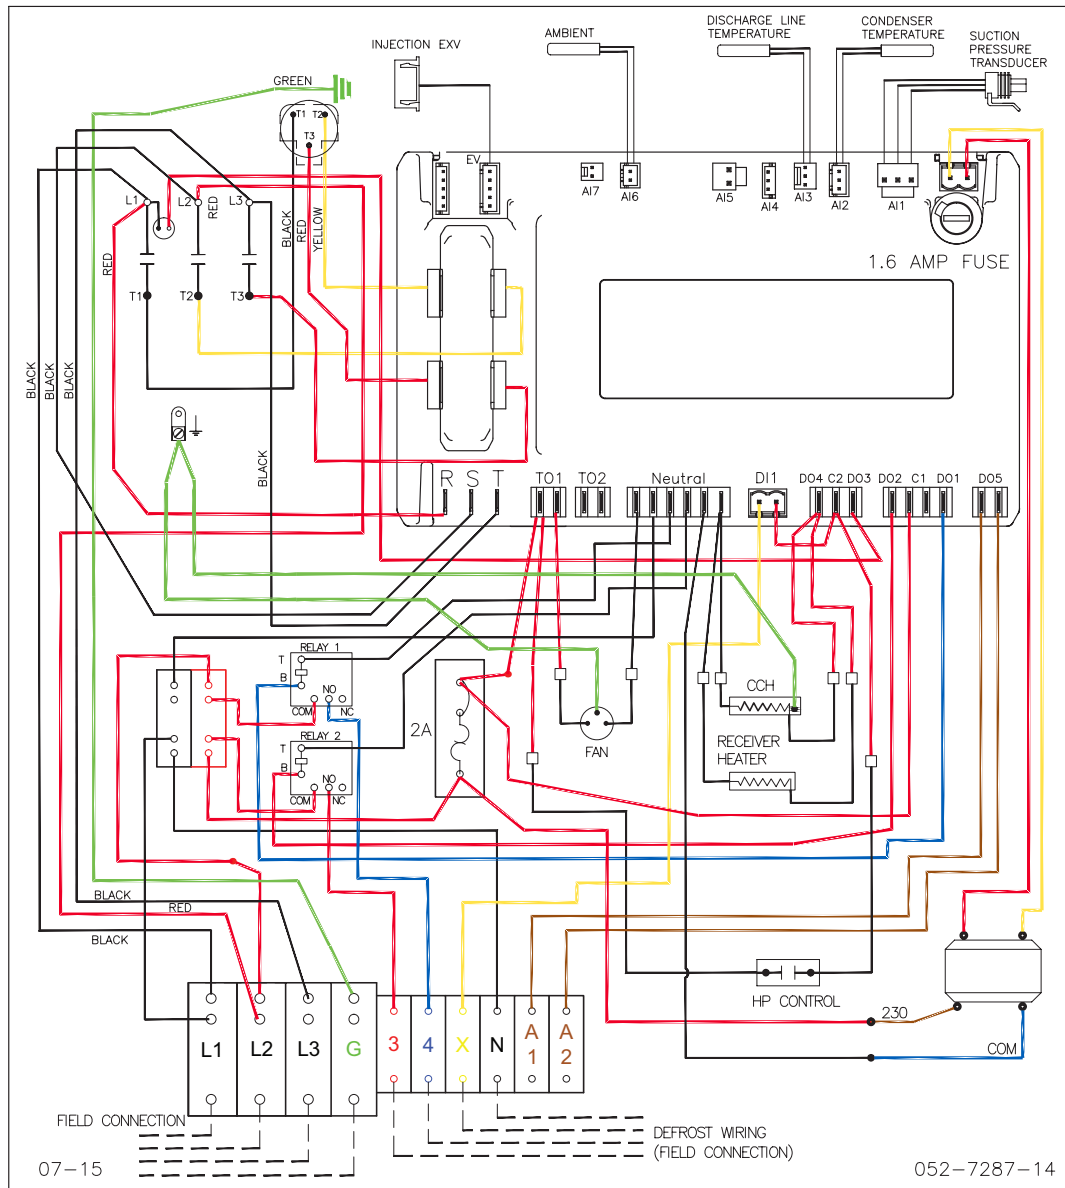 DISCHARGE LINE
TEMPERATURE
CONDENSER
TEMPERATURE
AMBIENT
SUCTION
PRESSURE
TRANSDUCER
INJECTION EXV
GREEN
T1 T2
T3
EV
AI7
AI6
AI5
AI4
AI3
AI2
AI1
L1
L2
L3
RED
BLACK
RED
YELLOW
RED
1.6 AMP FUSE
T1
T2
T3
BLACK
BLACK
BLACK
BLACK
R S T
TO1
TO2
Neutral
DI1
DO4 C2 DO3
DO2 C1 DO1
DO5
RELAY 1
T
B
NO
COM
NC
RELAY 2
T
B
NO
COM
NC
2A
FAN
CCH
RECEIVER
HEATER
BLACK
RED
BLACK
HP CONTROL
230
COM
L1
L2
L3
G
3
4
X
N
A
1
A
2
FIELD CONNECTION
DEFROST WIRING
(FIELD CONNECTION)
07-15
052-7287-14